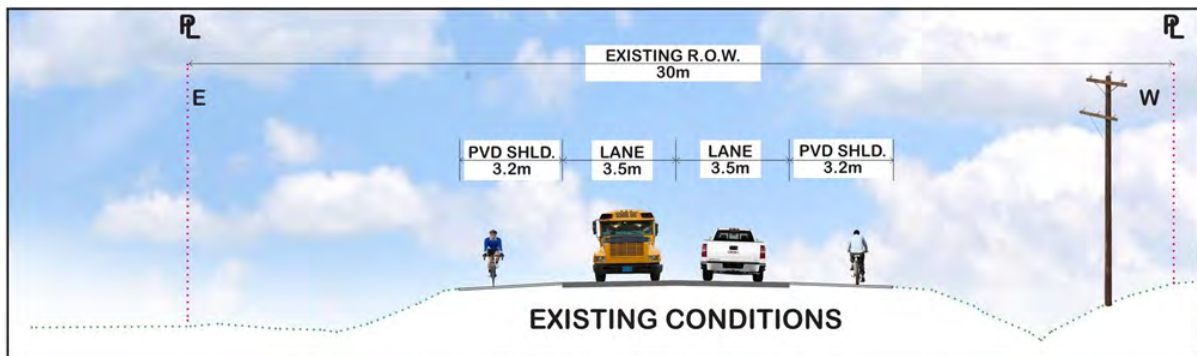 PL PL
EXISTING R.O.W.
30m
E W
PVD SHLD. LANE LANE PVD SHLD.
3.2m 3.5m 3.5m 3.2m
EXISTING CONDITIONS